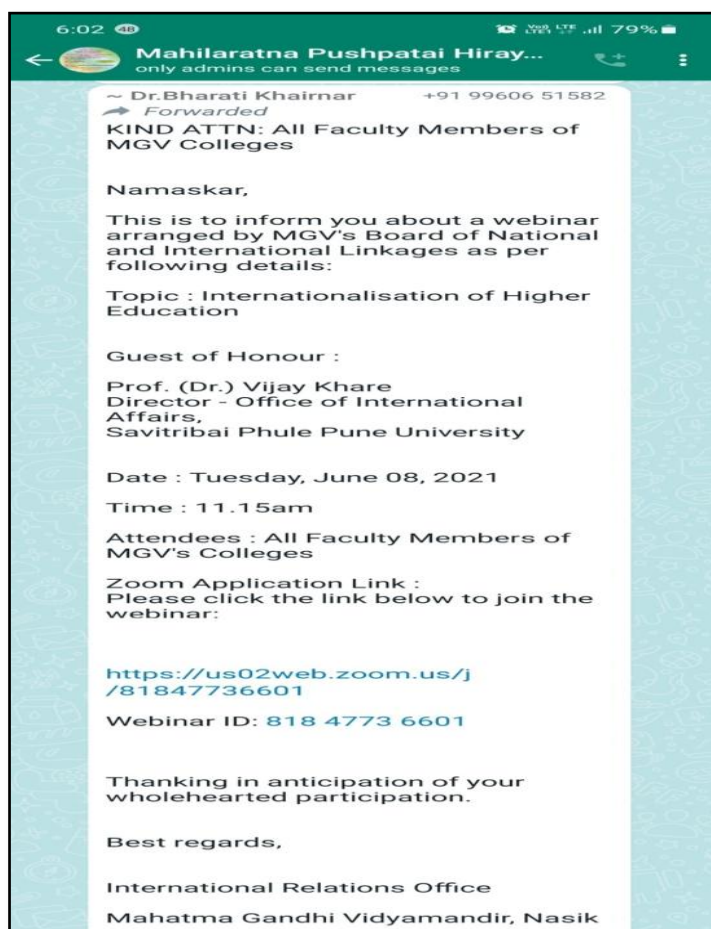 6:02 48 79%
Mahilaratna Pushpatai Hiray...
only admins can send messages
~ Dr.Bharati Khairnar +91 99606 51582
Forwarded
KIND ATTN: All Faculty Members of
MGV Colleges
Namaskar,
This is to inform you about a webinar
arranged by MGV's Board of National
and International Linkages as per
following details:
Topic : Internationalisation of Higher
Education
Guest of Honour :
Prof. (Dr.) Vijay Khare
Director - Office of International
Affairs,
Savitribai Phule Pune University
Date : Tuesday, June 08, 2021
Time : 11.15am
Attendees : All Faculty Members of
MGV's Colleges
Zoom Application Link :
Please click the link below to join the
webinar:
https://us02web.zoom.us/j
/81847736601
Webinar ID: 818 4773 6601
Thanking in anticipation of your
wholehearted participation.
Best regards,
International Relations Office
Mahatma Gandhi Vidyamandir, Nasik